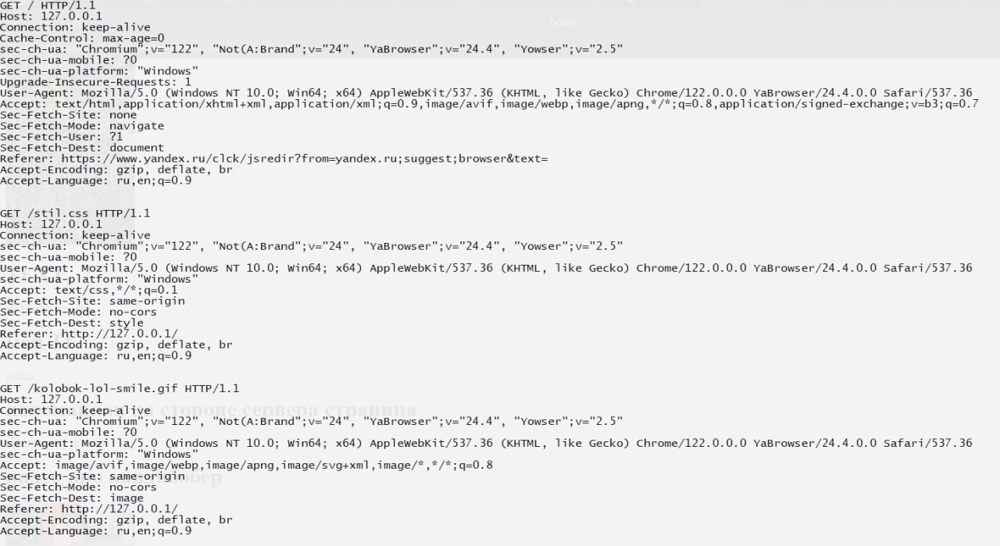 GET / HTTP/1.1
Host: 127.0.0.1
home
Connection: keep-alive
Cache-Control: max-age=0
sec-ch-ua: "Chromium";v="122", "Not(A:Brand";v="24", "YaBrowser";v="24.4", "Yowser";v="2.5"
sec-ch-ua-mobile: ?0
sec-ch-ua-platform: "Windows"
Upgrade-Insecure-Requests: 1
User-Agent: Mozilla/5.0 (Windows NT 10.0; Win64; x64) AppleWebKit/537.36 (KHTML, like Gecko) Chrome/122.0.0.0 YaBrowser/24.4.0.0 Safari/537.36
Accept: text/html,application/xhtml+xml,application/xml;q=0.9,image/avif,image/webp,image/apng,*/*;q=0.8,application/signed-exchange;v=b3;q=0.7
Sec-Fetch-Site: none
Sec-Fetch-Mode: navigate
Sec-Fetch-User: ?1
Sec-Fetch-Dest: document
Referer: https://www.yandex.ru/clck/jsredir?from=yandex.ru;suggest;browser&text=
Accept-Encoding: gzip, deflate, br
Accept-Language: ru,en;q=0.9
GET /stil.css HTTP/1.1
Host: 127.0.0.1
Connection: keep-alive
sec-ch-ua: "Chromium";v="122", "Not(A:Brand";v="24", "YaBrowser";v="24.4", "Yowser";v="2.5"
sec-ch-ua-mobile: ?0
User-Agent: Mozilla/5.0 (Windows NT 10.0; Win64; x64) AppleWebKit/537.36 (KHTML, like Gecko) Chrome/122.0.0.0 YaBrowser/24.4.0.0 Safari/537.36
sec-ch-ua-platform: "Windows"
Accept: text/css,*/*;q=0.1
Sec-Fetch-Site: same-origin
Sec-Fetch-Mode: no-cors
Sec-Fetch-Dest: style
Referer: http://127.0.0.1/
Accept-Encoding: gzip, deflate, br
Accept-Language: ru,en;q=0.9
GET /kolobok-lol-smile.gif HTTP/1.1
Host: 127.0.0.1
на стороне сервера страница
Connection: keep-alive
sec-ch-ua: "Chromium";v="122", "Not(A:Brand";v="24", "YaBrowser";v="24.4", "Yowser";v="2.5"
sec-ch-ua-mobile: ?0
User-Agent: Mozilla/5.0 (Windows NT 10.0; Win64; x64) AppleWebKit/537.36 (KHTML, like Gecko) Chrome/122.0.0.0 YaBrowser/24.4.0.0 Safari/537.36
sec-ch-ua-platform: "Windows"
Accept: image/avif,image/webp,image/apng,image/svg+xml,image/*,*/*;q=0.8
Sec-Fetch-Site: same-origin
Sec-Fetch-Mode: no-cors
Sec-Fetch-Dest: image
Referer: http://127.0.0.1/
Accept-Encoding: gzip, deflate, br
Accept-Language: ru,en;q=0.9